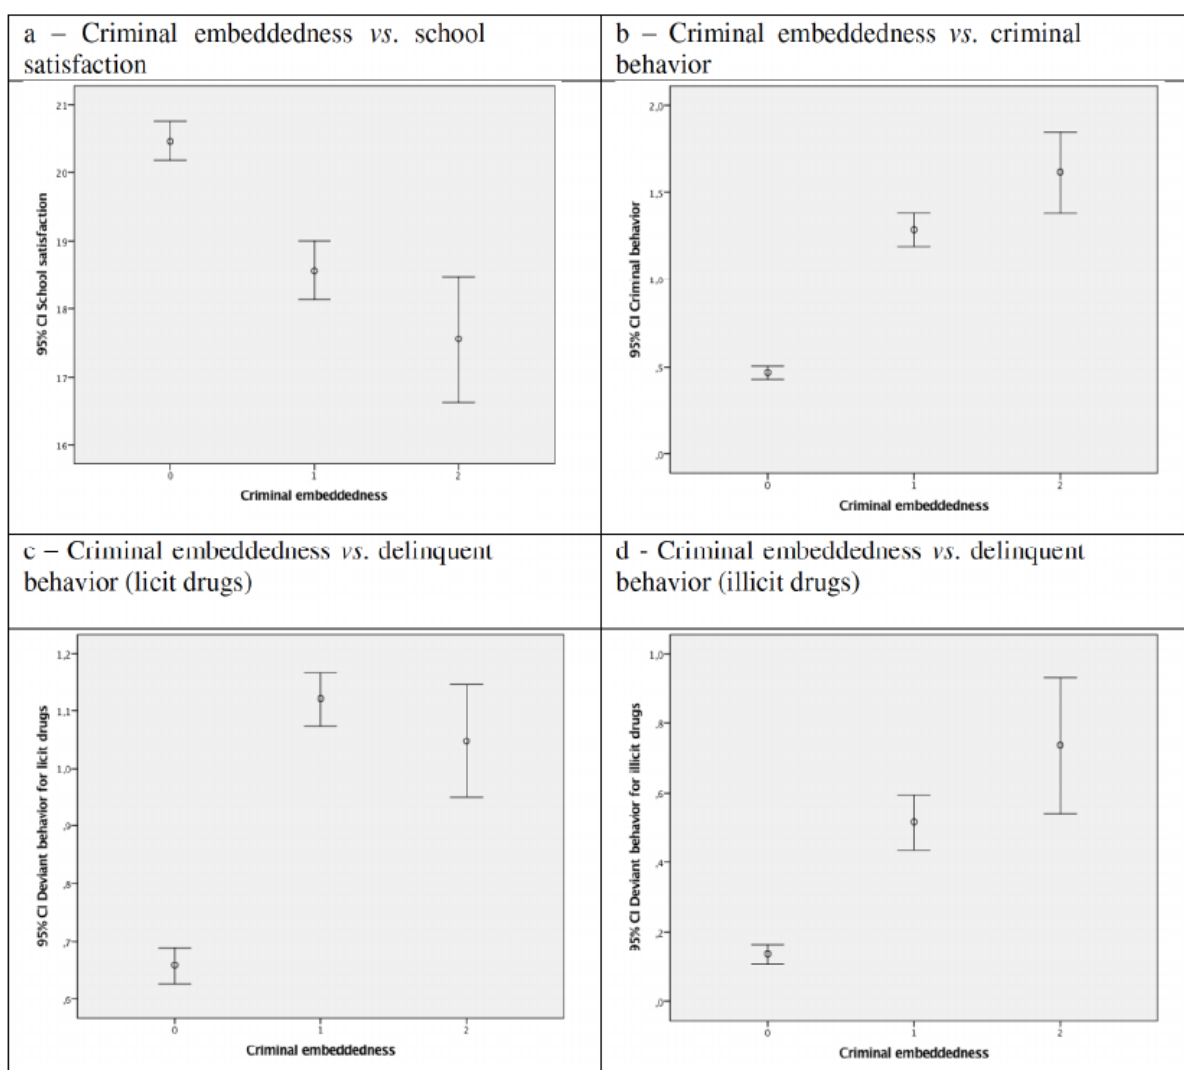 a – Criminal embeddedness vs. school
satisfaction
b – Criminal embeddedness vs. criminal
behavior
21
20
19
18
17
16
95% CI School satisfaction
0 1 2
Criminal embeddedness
2,0
1,5
1,0
,5
,0
95% CI Criminal behavior
0 1 2
Criminal embeddedness
c – Criminal embeddedness vs. delinquent
behavior (licit drugs)
d - Criminal embeddedness vs. delinquent
behavior (illicit drugs)
1,2
1,1
1,0
,9
,8
,7
,6
95% CI Deviant behavior for licit drugs
0 1 2
Criminal embeddedness
1,0
,8
,6
,4
,2
,0
95% CI Deviant behavior for illicit drugs
0 1 2
Criminal embeddedness